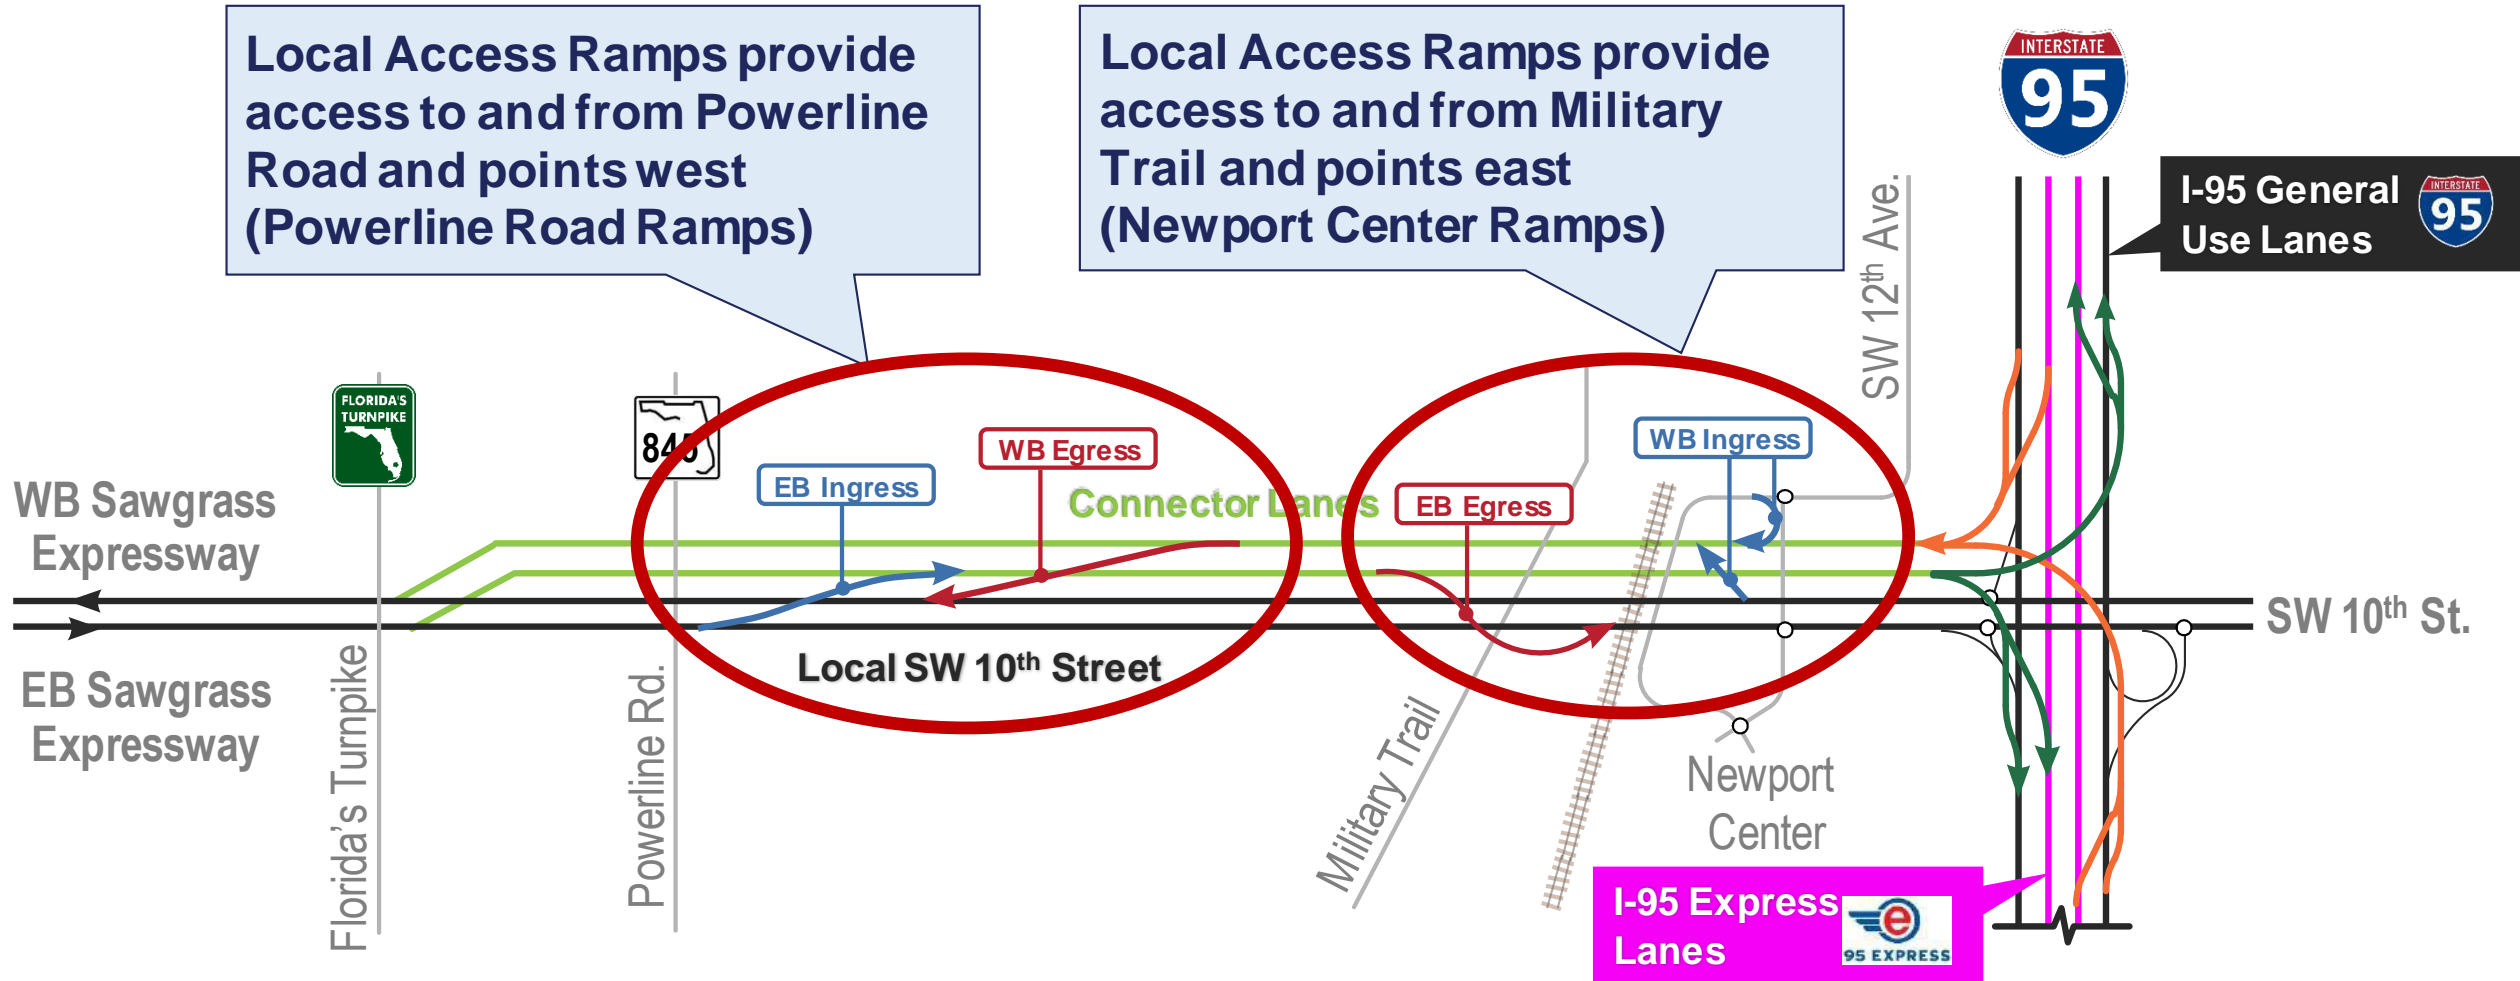 Local Access Ramps provide
access to and from Powerline
Road and points west
(Powerline Road Ramps)
Local Access Ramps provide
access to and from Military
Trail and points east
(Newport Center Ramps)
INTERSTATE
95
I-95 General
Use Lanes
INTERSTATE
95
SW 12th Ave.
FLORIDA'S
TURNPIKE
845
WB Egress
EB Ingress
WB Ingress
EB Egress
Connector Lanes
WB Sawgrass
Expressway
EB Sawgrass
Expressway
SW 10th St.
Local SW 10th Street
Florida's Turnpike
Powerline Rd.
Military Trail
Newport
Center
I-95 Express
Lanes
e
95 EXPRESS